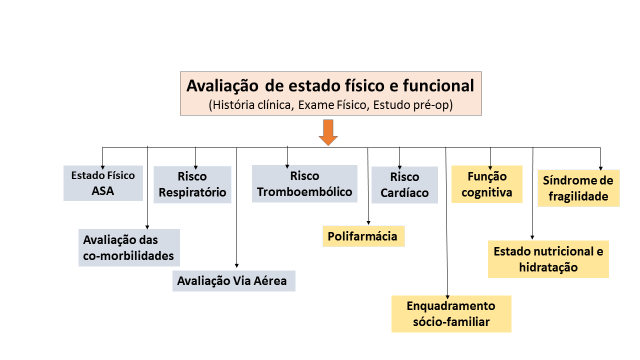 Avaliação de estado físico e funcional
(História clínica, Exame Físico, Estudo pré-op)
Estado Físico
ASA
Risco
Respiratório
Risco
Tromboembólico
Risco
Cardíaco
Função
cognitiva
Síndrome de
fragilidade
Avaliação das
co-morbilidades
Polifarmácia
Estado nutricional e
hidratação
Avaliação Via Aérea
Enquadramento
sócio-familiar